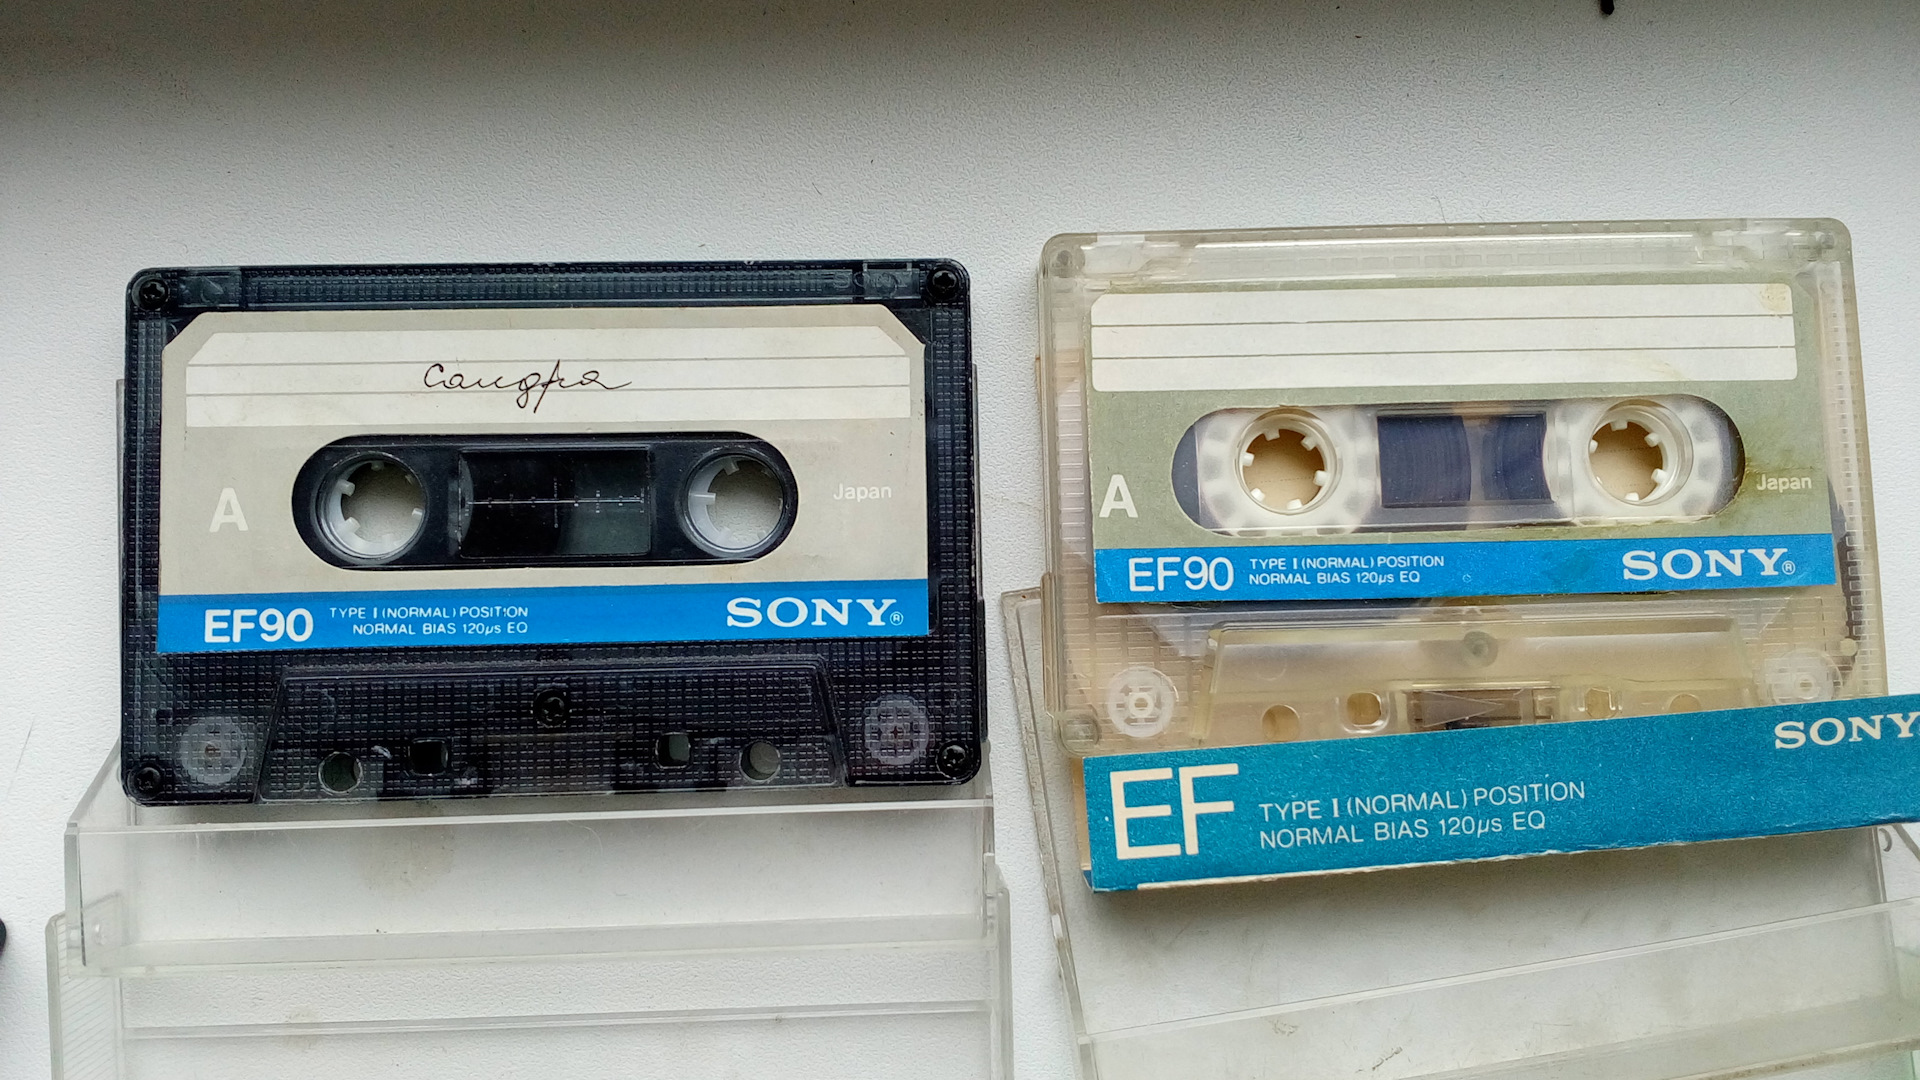 Сандра
A
Japan
EF90 TYPE I (NORMAL) POSITION
NORMAL BIAS 120µs EQ
SONY®
A
Japan
EF90 TYPE I (NORMAL) POSITION
NORMAL BIAS 120µs EQ
SONY®
SONY
EF TYPE I (NORMAL) POSITION
NORMAL BIAS 120µs EQ